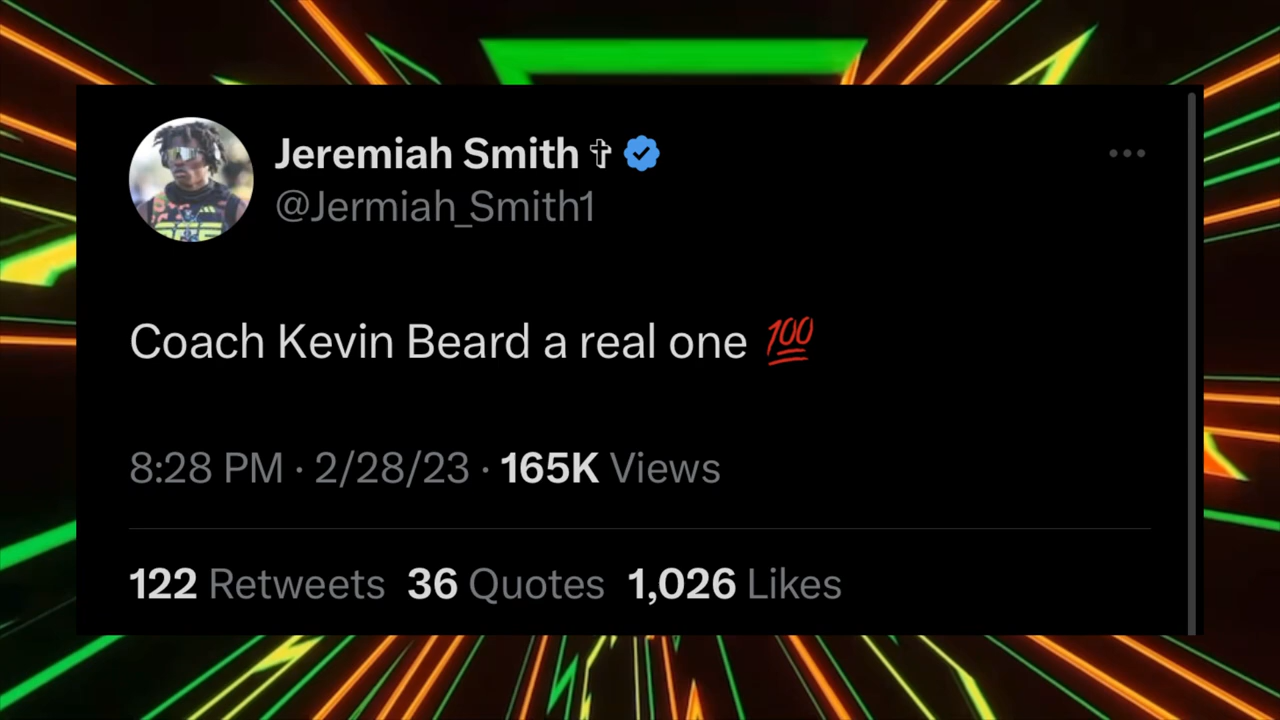 Jeremiah Smith ✞
@Jermiah_Smith1
Coach Kevin Beard a real one 💯
8:28 PM · 2/28/23 · 165K Views
122 Retweets 36 Quotes 1,026 Likes